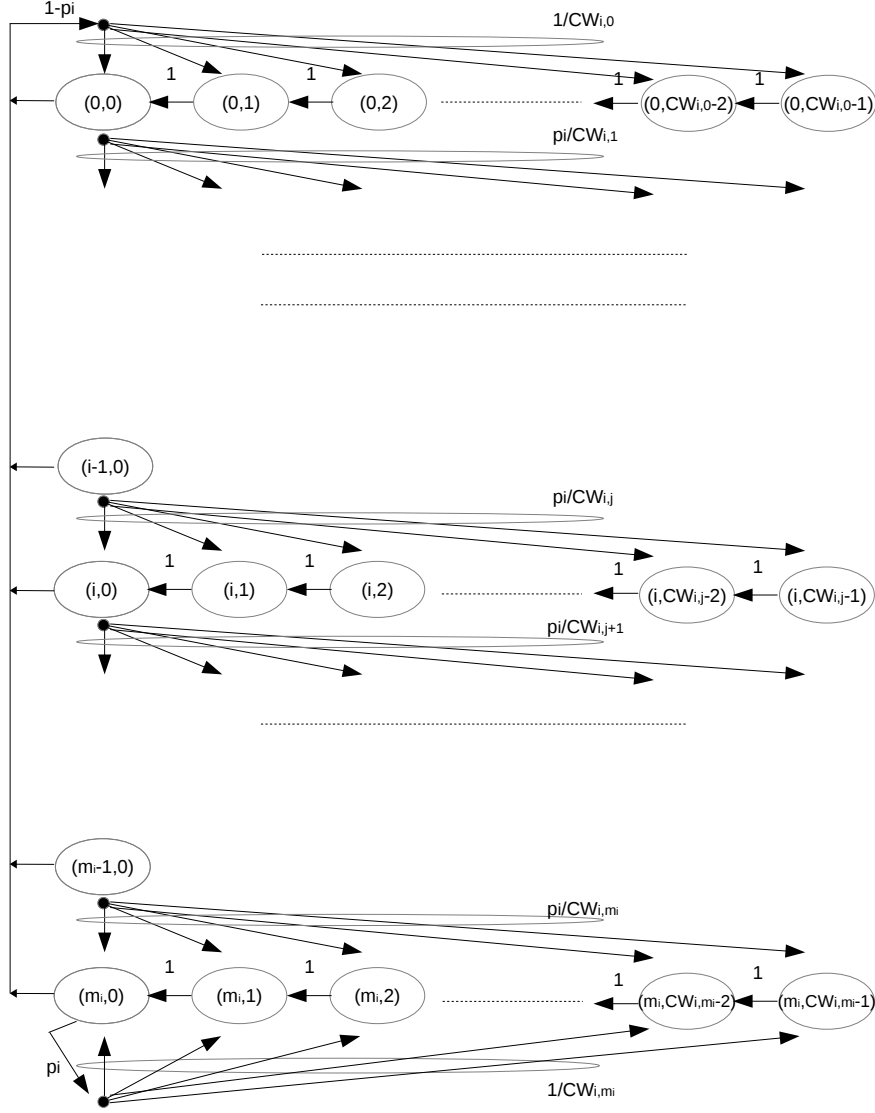 1-pi
1/CWi,0
1 1 1 1
(0,0) (0,1) (0,2) (0,CWi,0-2) (0,CWi,0-1)
pi/CWi,1
(i-1,0)
pi/CWi,j
1 1 1 1
(i,0) (i,1) (i,2) (i,CWi,j-2) (i,CWi,j-1)
pi/CWi,j+1
(mi-1,0)
pi/CWi,mi
1 1 1 1
(mi,0) (mi,1) (mi,2) (mi,CWi,mi-2) (mi,CWi,mi-1)
pi
1/CWi,mi